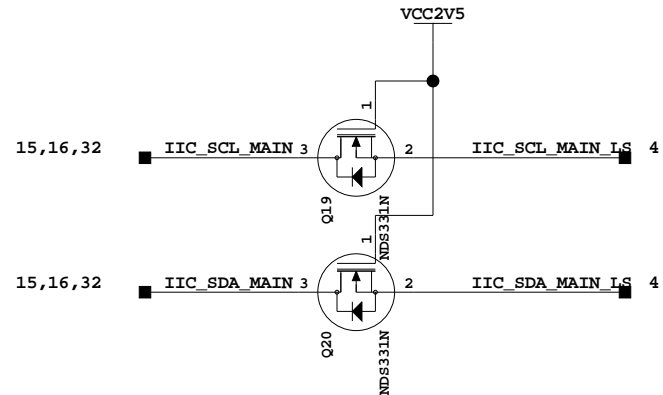 VCC2V5
1
15,16,32 IIC_SCL_MAIN 3 2 IIC_SCL_MAIN_LS 4
Q19
NDS331N
1
15,16,32 IIC_SDA_MAIN 3 2 IIC_SDA_MAIN_LS 4
Q20
NDS331N